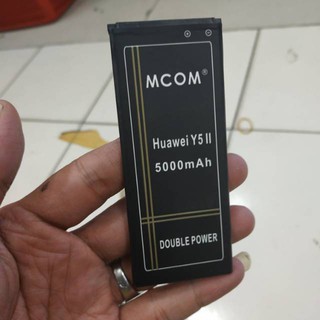 MCOM®
Huawei Y5 II
5000mAh
DOUBLE POWER